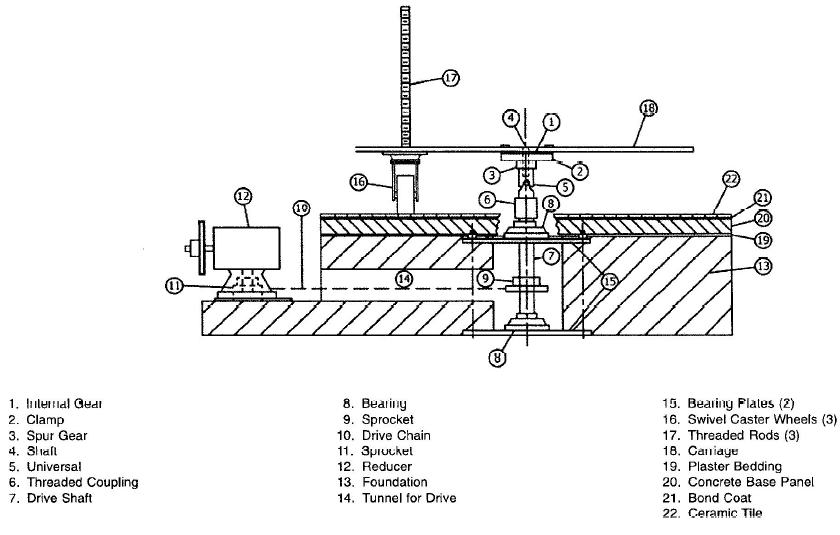 17
4
1
18
3
2
16
5
22
12
10
6
8
21
20
19
7
13
11
14
9
15
8
1. Internal Gear
2. Clamp
3. Spur Gear
4. Shaft
5. Universal
6. Threaded Coupling
7. Drive Shaft
8. Bearing
9. Sprocket
10. Drive Chain
11. Sprocket
12. Reducer
13. Foundation
14. Tunnel for Drive
15. Bearing Plates (2)
16. Swivel Caster Wheels (3)
17. Threaded Rods (3)
18. Carriage
19. Plaster Bedding
20. Concrete Base Panel
21. Bond Coat
22. Ceramic Tile